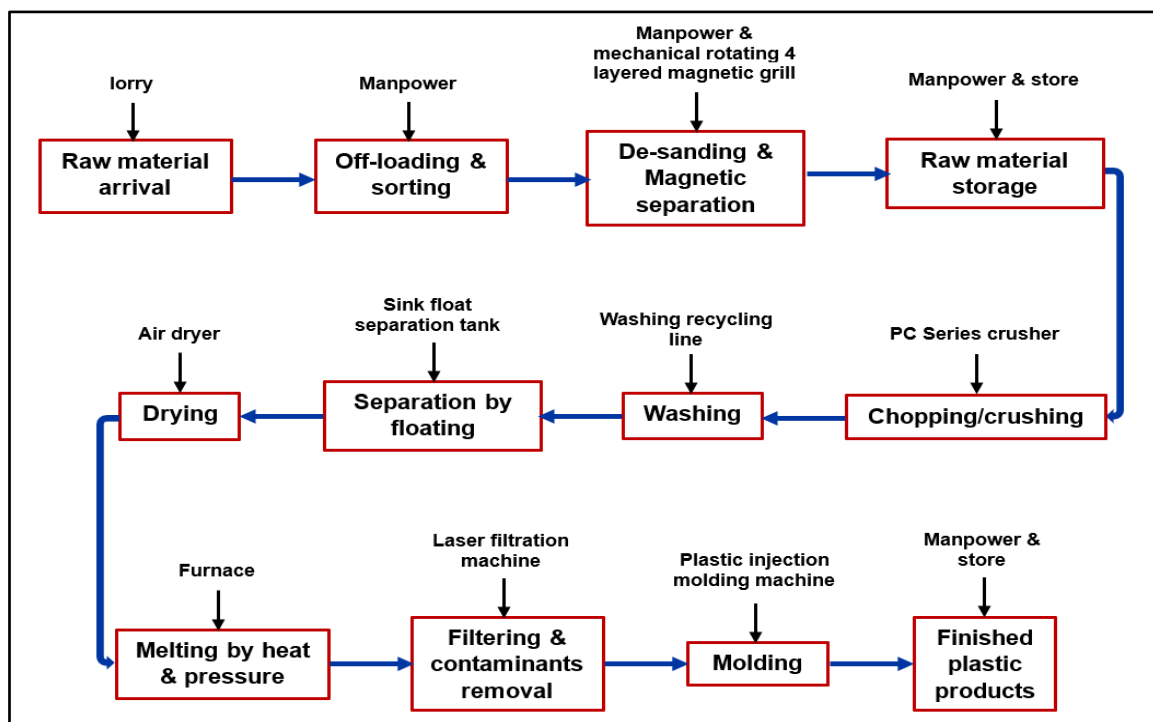 lorry
Raw material
arrival
Manpower
Off-loading &
sorting
Manpower &
mechanical rotating 4
layered magnetic grill
De-sanding &
Magnetic
separation
Manpower & store
Raw material
storage
PC Series crusher
Chopping/crushing
Washing recycling
line
Washing
Sink float
separation tank
Separation by
floating
Air dryer
Drying
Furnace
Melting by heat
& pressure
Laser filtration
machine
Filtering &
contaminants
removal
Plastic injection
molding machine
Molding
Manpower &
store
Finished
plastic
products